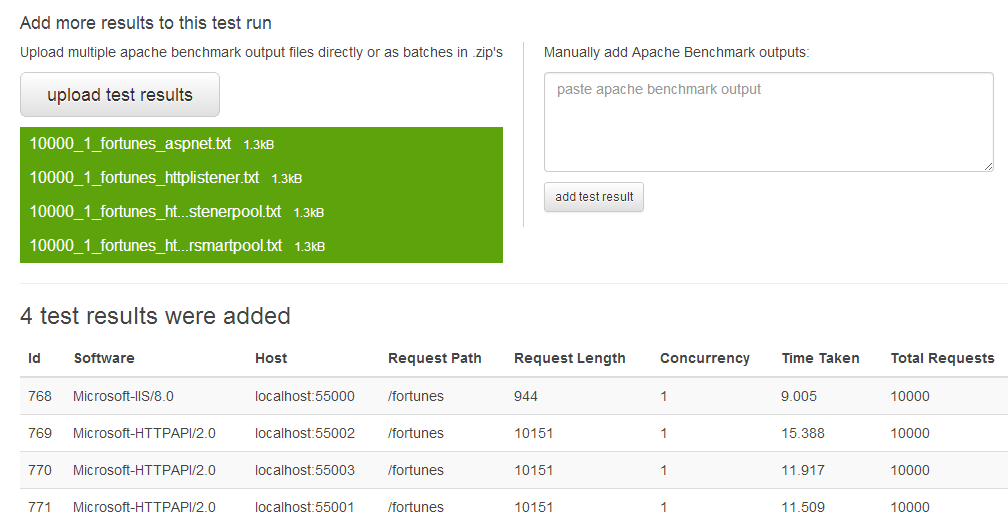 Add more results to this test run
Upload multiple apache benchmark output files directly or as batches in .zip's
upload test results
10000_1_fortunes_aspnet.txt 1.3kB
10000_1_fortunes_httplistener.txt 1.3kB
10000_1_fortunes_ht...stenerpool.txt 1.3kB
10000_1_fortunes_ht...rsmartpool.txt 1.3kB
Manually add Apache Benchmark outputs:
paste apache benchmark output
add test result
4 test results were added
Id Software Host Request Path Request Length Concurrency Time Taken Total Requests
768 Microsoft-IIS/8.0 localhost:55000 /fortunes 944 1 9.005 10000
769 Microsoft-HTTPAPI/2.0 localhost:55002 /fortunes 10151 1 15.388 10000
770 Microsoft-HTTPAPI/2.0 localhost:55003 /fortunes 10151 1 11.917 10000
771 Microsoft-HTTPAPI/2.0 localhost:55001 /fortunes 10151 1 11.509 10000